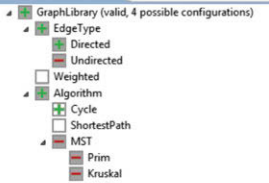 GraphLibrary (valid, 4 possible configurations)
EdgeType
Directed
Undirected
Weighted
Algorithm
Cycle
ShortestPath
MST
Prim
Kruskal